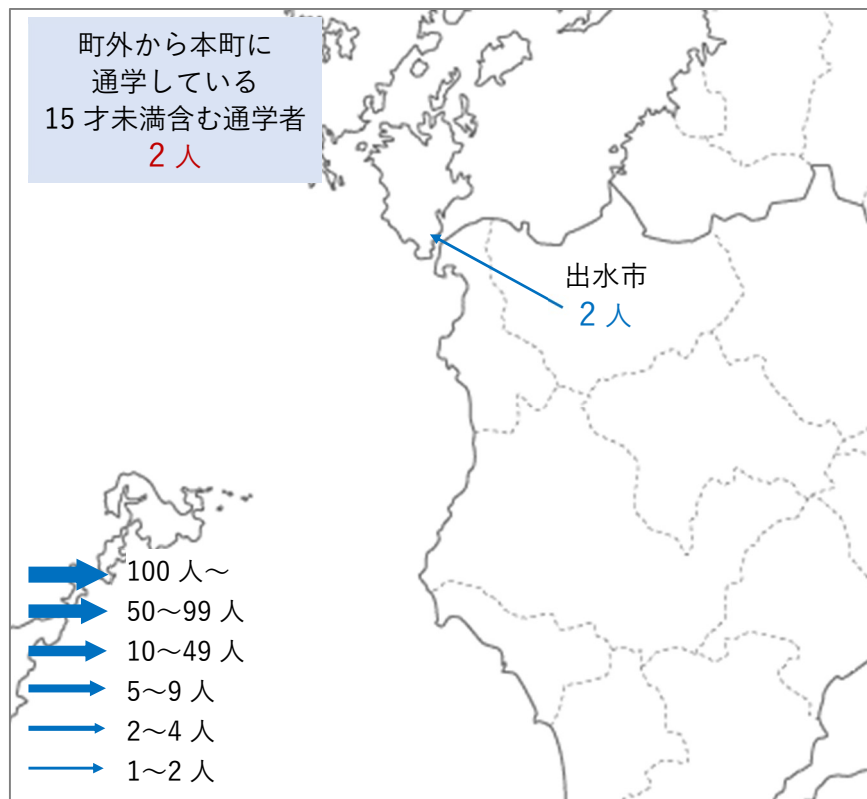 町外から本町に
通学している
15 才未満含む通学者
2 人
出水市
2 人
100 人～
50～99 人
10～49 人
5～9 人
2～4 人
1～2 人